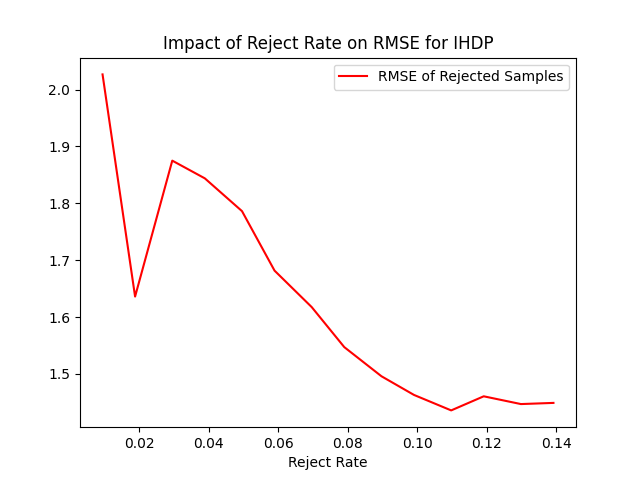 Impact of Reject Rate on RMSE for IHDP
RMSE of Rejected Samples
2.0
1.9
1.8
1.7
1.6
1.5
0.02 0.04 0.06 0.08 0.10 0.12 0.14
Reject Rate